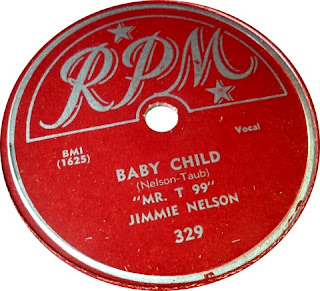 RPM
BMI
(1625)
Vocal
BABY CHILD
(Nelson-Taub)
"MR. T 99"
JIMMIE NELSON
329